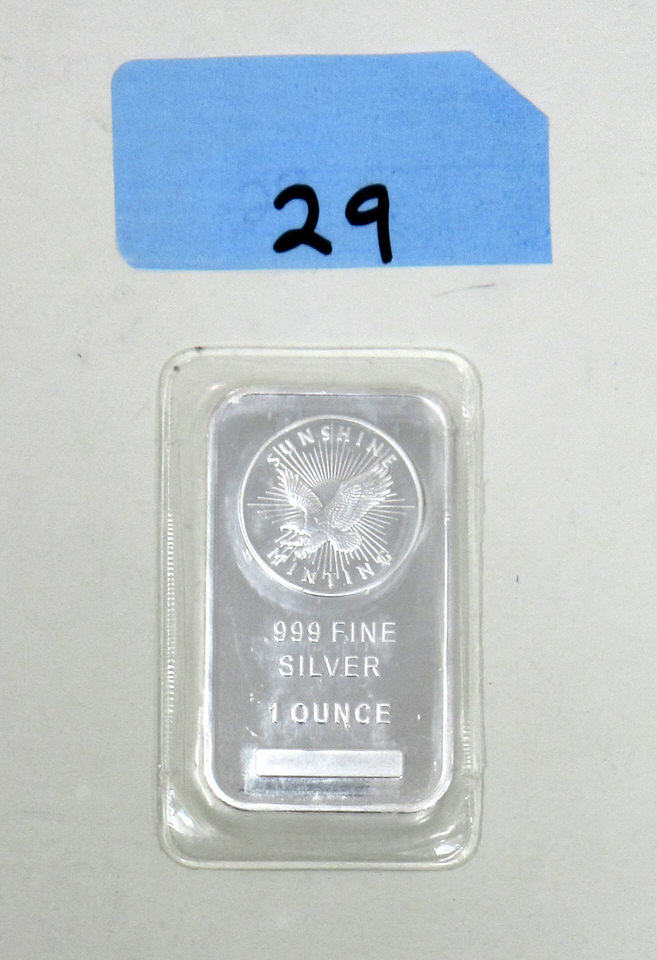 29
SUNSHINE
MINTING
.999 FINE
SILVER
1 OUNCE